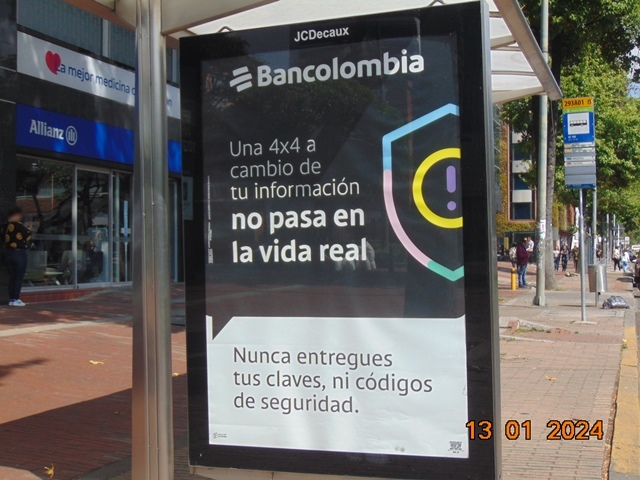 JCDecaux
Bancolombia
La mejor medicina
Allianz
293A01
Una 4x4 a
cambio de
tu información
no pasa en
la vida real
!
Nunca entregues
tus claves, ni códigos
de seguridad.
13 01 2024